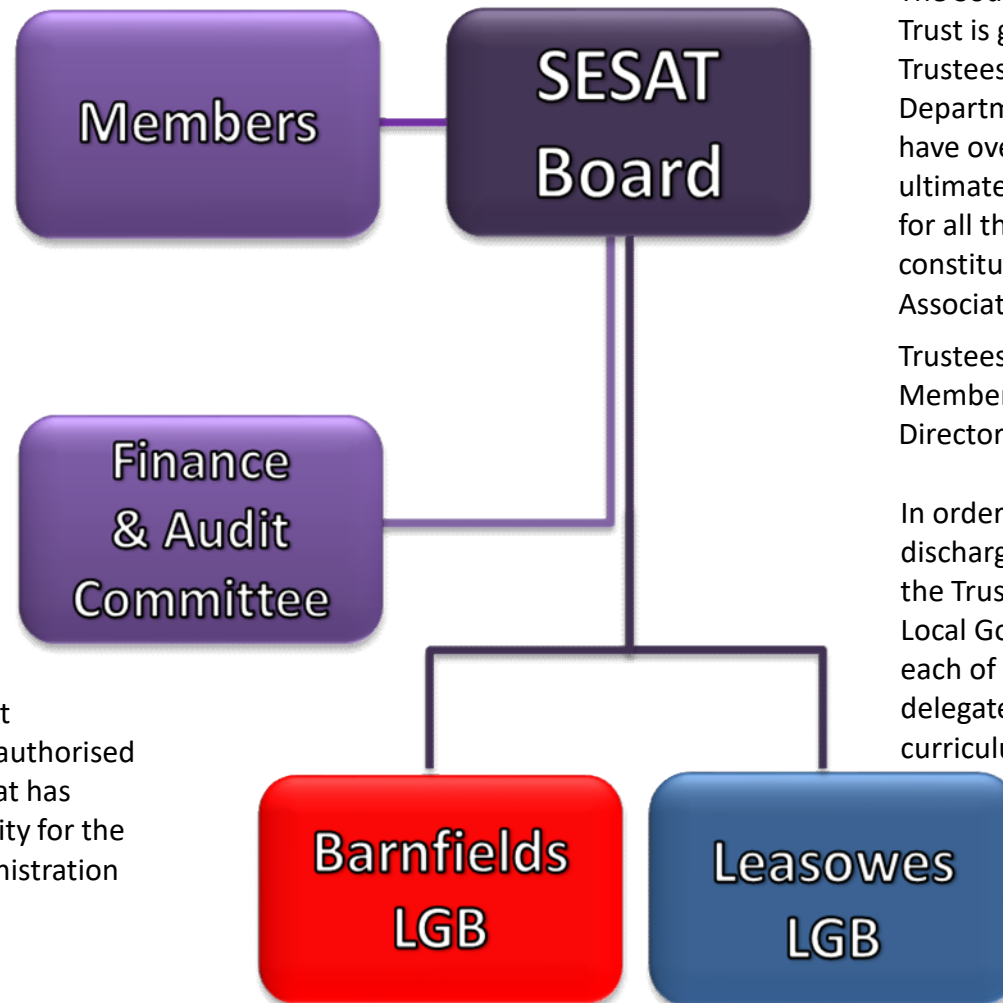 Members
SESAT
Board
The Sou
Trust is g
Trustees
Departm
have ove
ultimate
for all th
constitu
Associat
Trustees
Member
Director
Finance
& Audit
Committee
In order
discharg
the Trus
Local Go
each of
delegate
curriculu
t
authorised
at has
ity for the
nistration
Barnfields
LGB
Leasowes
LGB